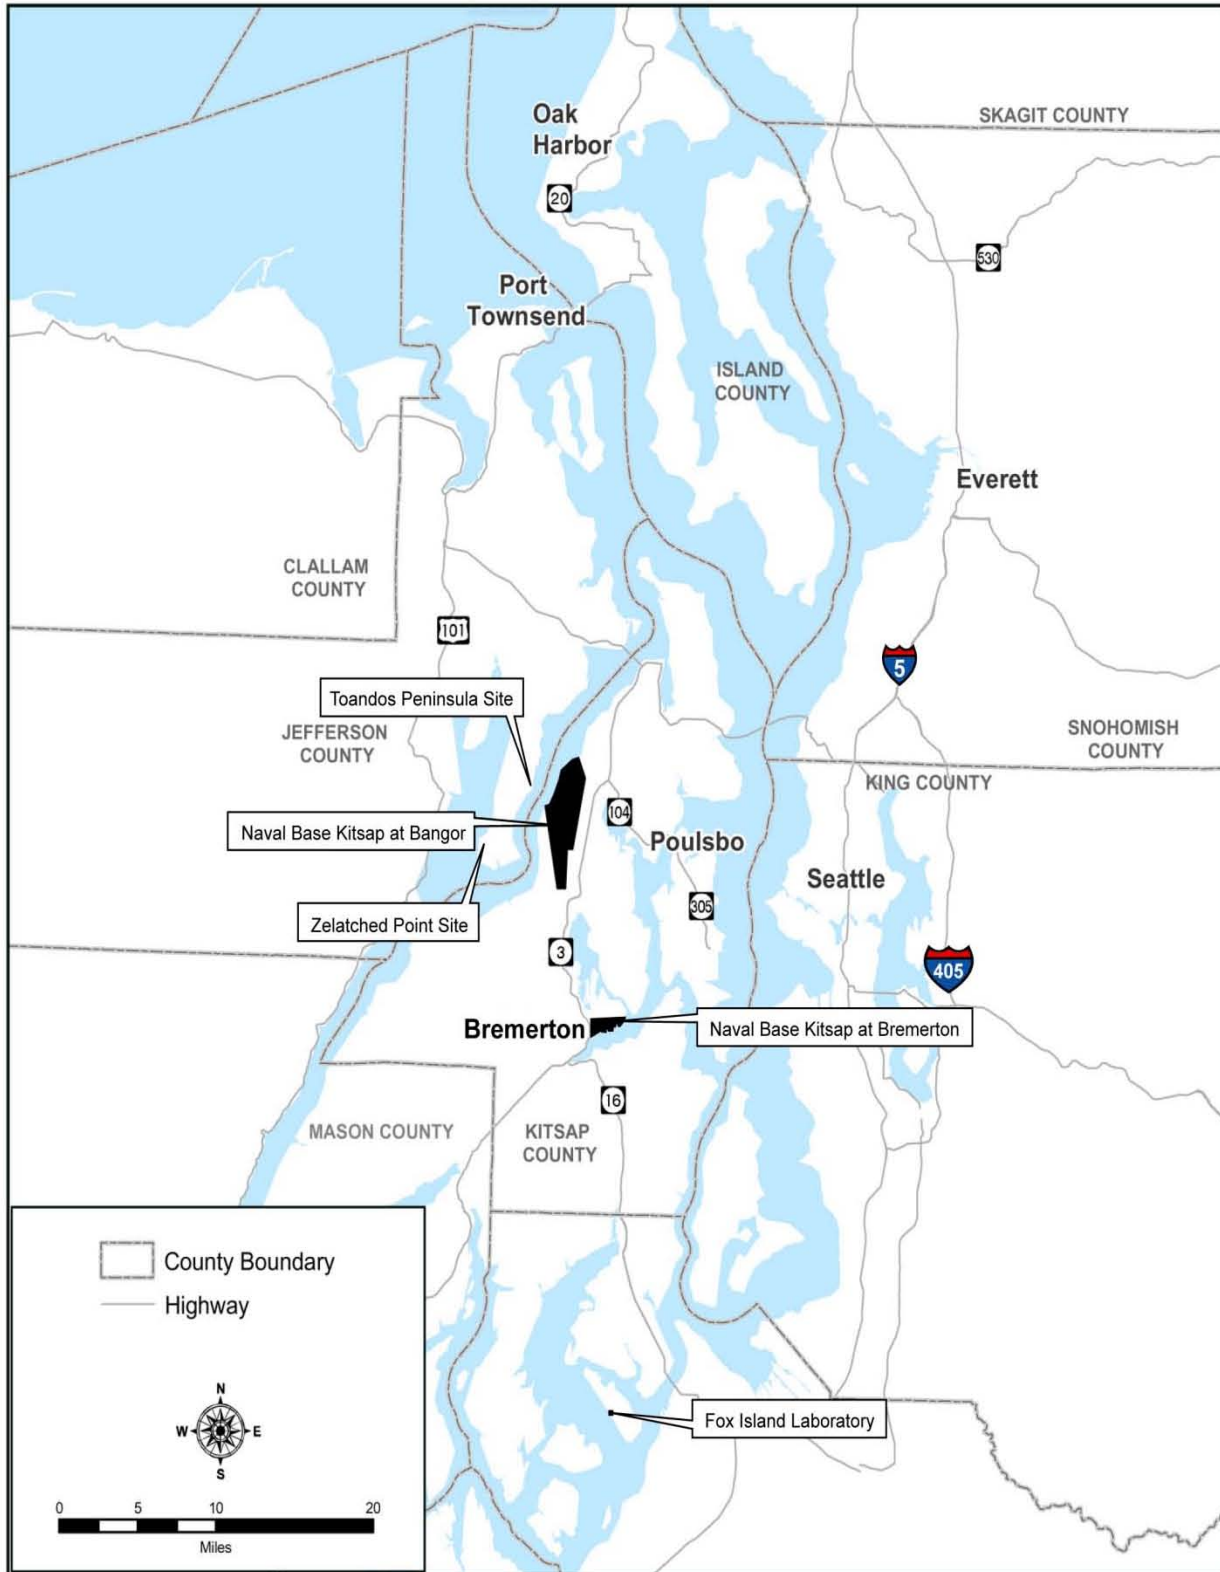 Oak
Harbor
SKAGIT COUNTY
20
530
Port
Townsend
ISLAND
COUNTY
Everett
CLALLAM
COUNTY
101
5
Toandos Peninsula Site
JEFFERSON
COUNTY
SNOHOMISH
COUNTY
KING COUNTY
104
Naval Base Kitsap at Bangor
Poulsbo
Seattle
305
Zelatched Point Site
3
405
Bremerton
Naval Base Kitsap at Bremerton
16
MASON COUNTY
KITSAP
COUNTY
County Boundary
Highway
N
W E
S
Fox Island Laboratory
0 5 10 20
Miles